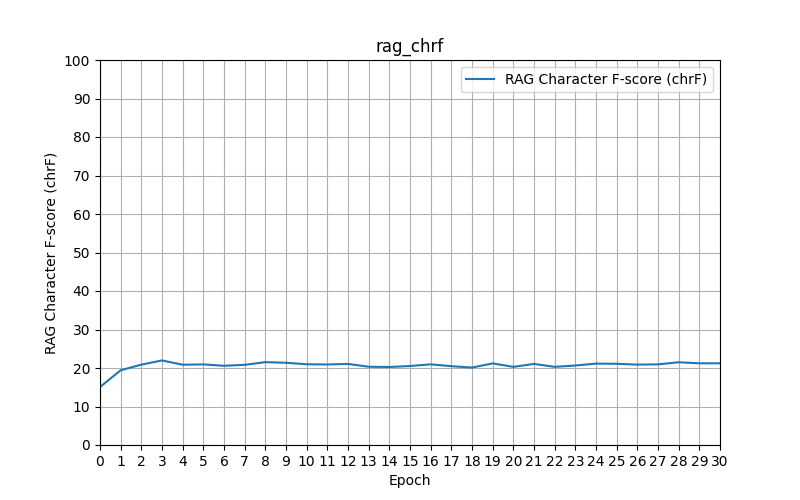 rag_chrf
RAG Character F-score (chrF)
100
90
80
70
60
50
40
30
20
10
0
RAG Character F-score (chrF)
0 1 2 3 4 5 6 7 8 9 10 11 12 13 14 15 16 17 18 19 20 21 22 23 24 25 26 27 28 29 30
Epoch